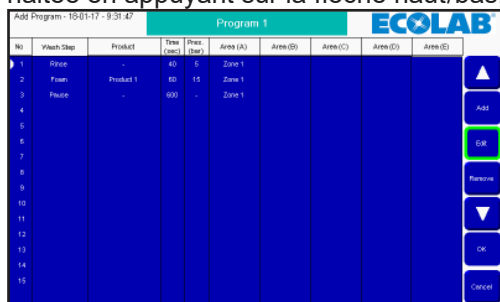 haitée en appuyant sur la flèche haut/bas
Add Program - 16-01-17 - 9:31:47 Program 1 ECOLAB
No Wash Step Product Time (sec) Pres. (bar) Area (A) Area (B) Area (C) Area (D) Area (E)
1 Rinse - 40 5 Zone 1
2 Foam Product 1 60 15 Zone 1
3 Pause - 600 - Zone 1
4
5
6
7
8
9
10
11
12
13
14
15
Add
Edit
Remove
OK
Cancel